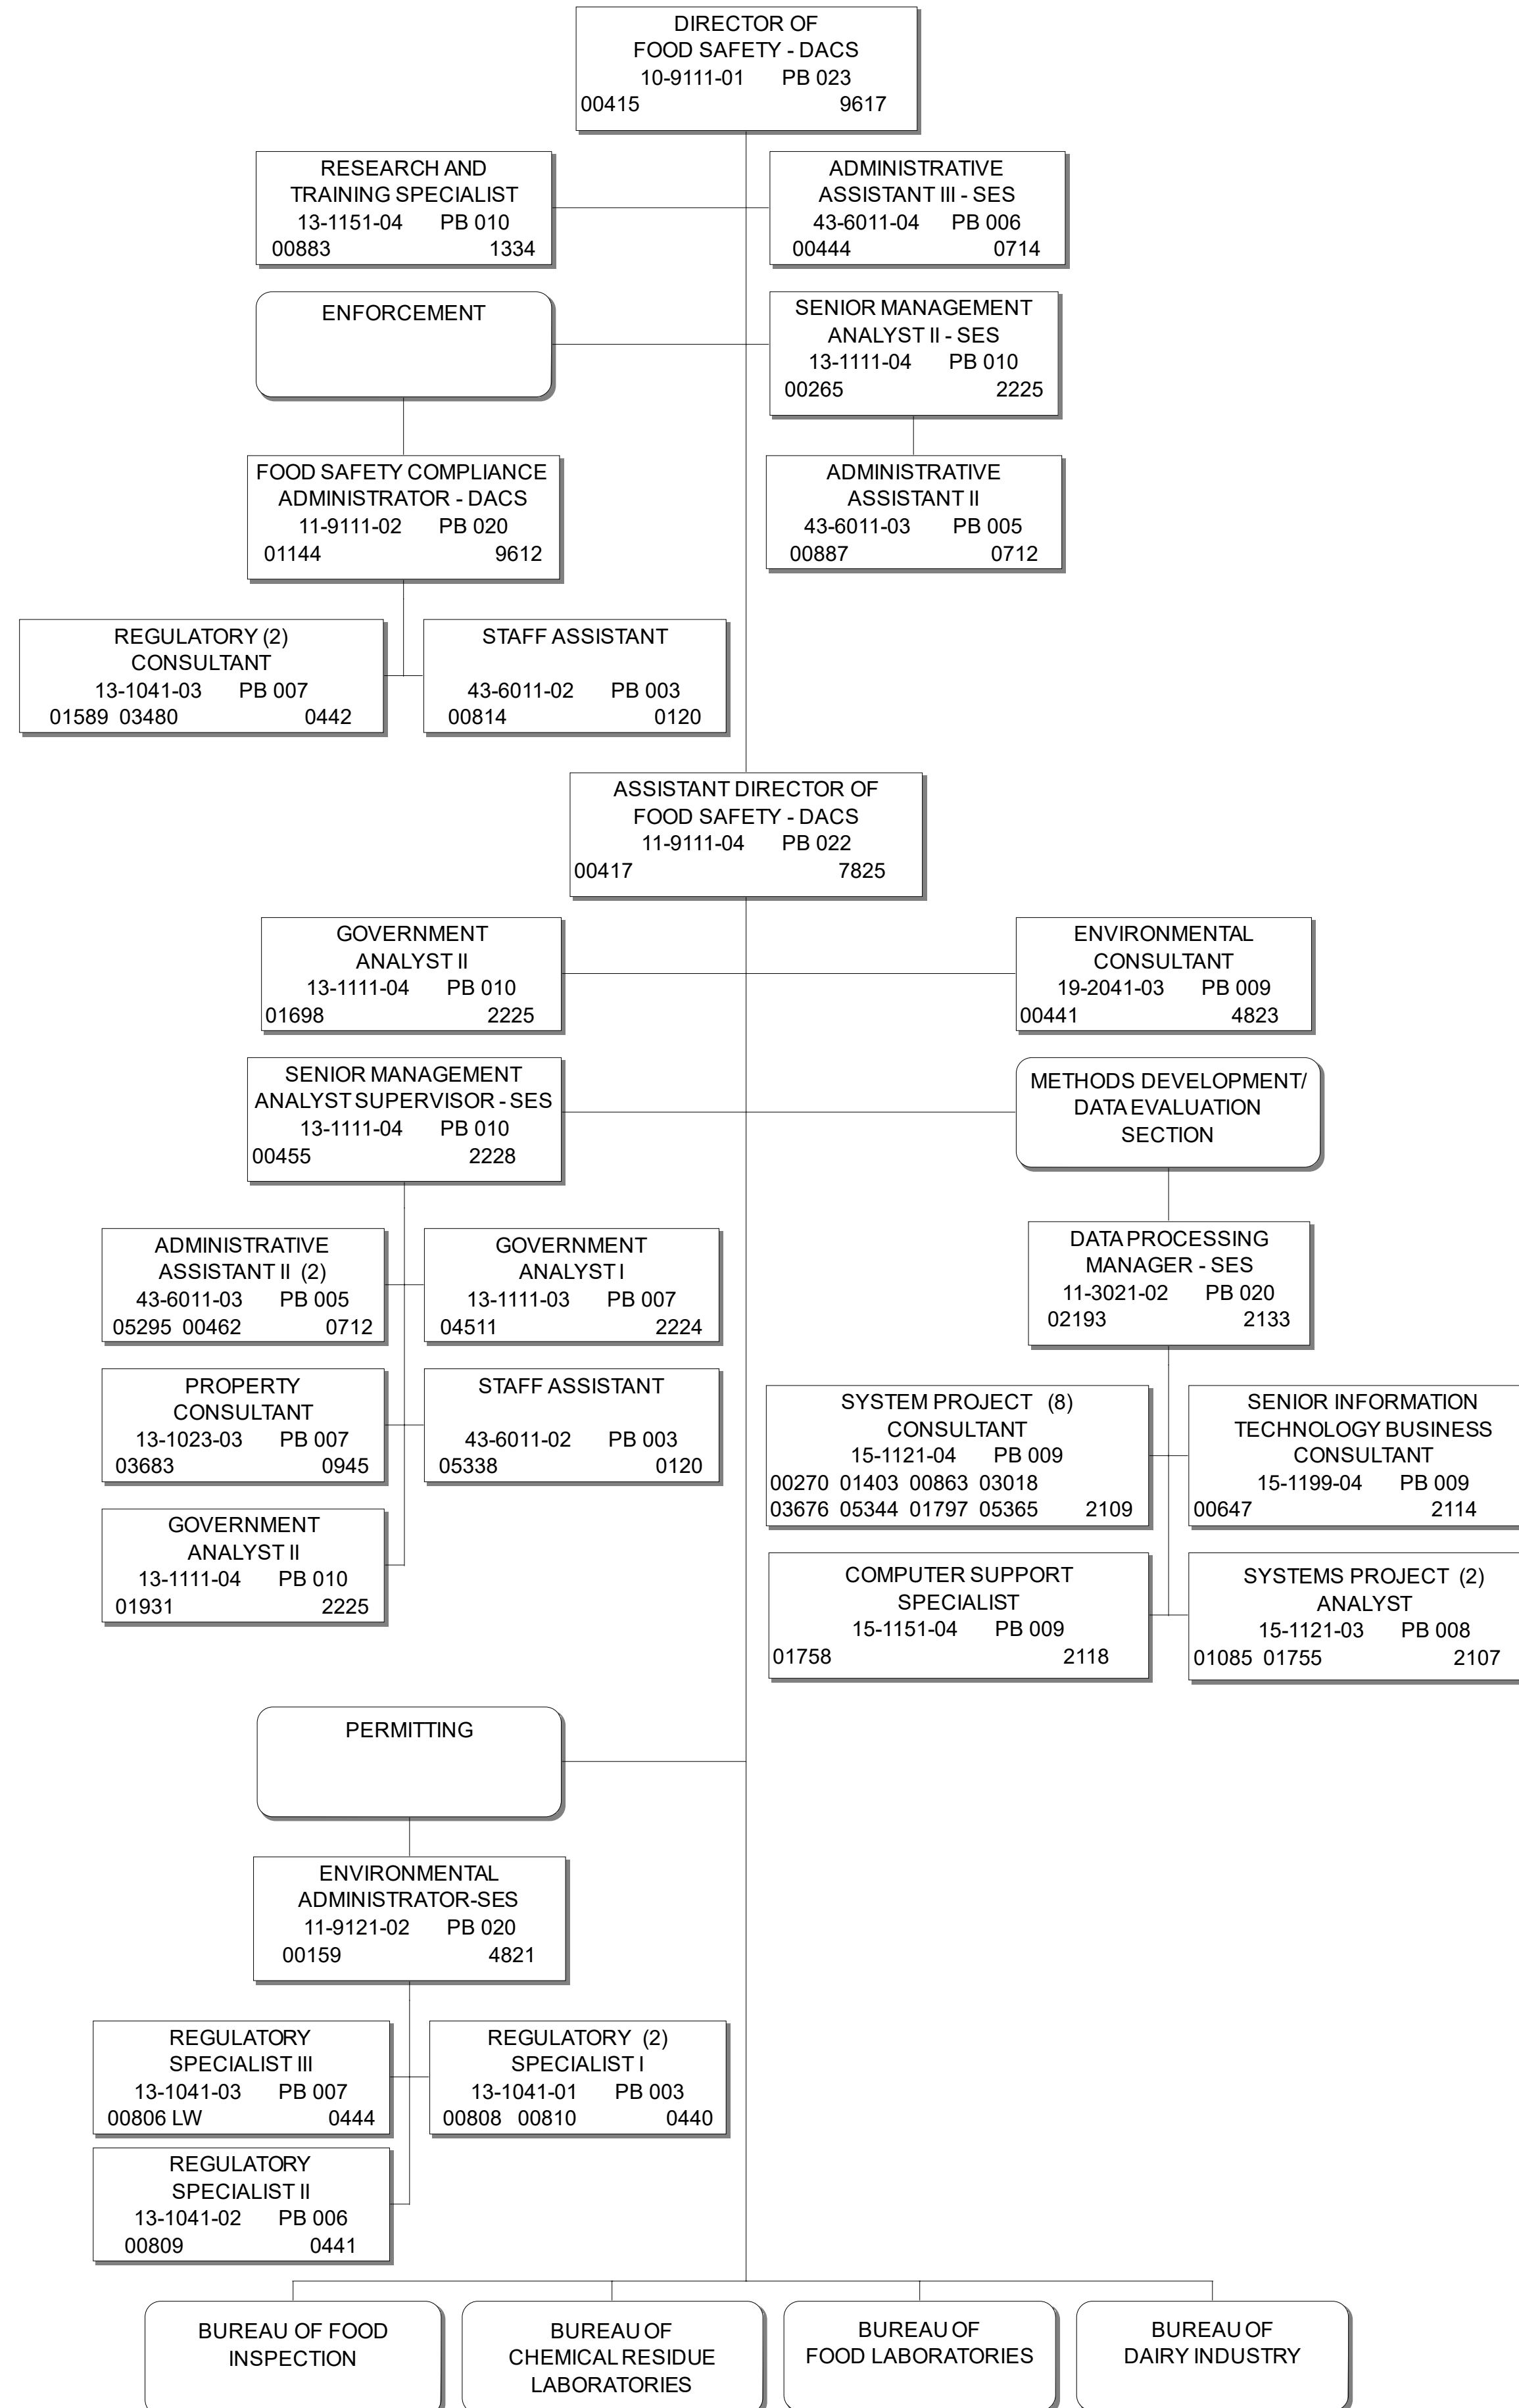 DIRECTOR OF
FOOD SAFETY - DACS
10-9111-01 PB 023
00415 9617
RESEARCH AND
TRAINING SPECIALIST
13-1151-04 PB 010
00883 1334
ADMINISTRATIVE
ASSISTANT III - SES
43-6011-04 PB 006
00444 0714
ENFORCEMENT
SENIOR MANAGEMENT
ANALYST II - SES
13-1111-04 PB 010
00265 2225
FOOD SAFETY COMPLIANCE
ADMINISTRATOR - DACS
11-9111-02 PB 020
01144 9612
ADMINISTRATIVE
ASSISTANT II
43-6011-03 PB 005
00887 0712
REGULATORY (2)
CONSULTANT
13-1041-03 PB 007
01589 03480 0442
STAFF ASSISTANT
43-6011-02 PB 003
00814 0120
ASSISTANT DIRECTOR OF
FOOD SAFETY - DACS
11-9111-04 PB 022
00417 7825
GOVERNMENT
ANALYST II
13-1111-04 PB 010
01698 2225
ENVIRONMENTAL
CONSULTANT
19-2041-03 PB 009
00441 4823
SENIOR MANAGEMENT
ANALYST SUPERVISOR - SES
13-1111-04 PB 010
00455 2228
METHODS DEVELOPMENT/
DATA EVALUATION
SECTION
ADMINISTRATIVE
ASSISTANT II (2)
43-6011-03 PB 005
05295 00462 0712
GOVERNMENT
ANALYST I
13-1111-03 PB 007
04511 2224
DATA PROCESSING
MANAGER - SES
11-3021-02 PB 020
02193 2133
PROPERTY
CONSULTANT
13-1023-03 PB 007
03683 0945
STAFF ASSISTANT
43-6011-02 PB 003
05338 0120
SYSTEM PROJECT (8)
CONSULTANT
15-1121-04 PB 009
00270 01403 00863 03018
03676 05344 01797 05365 2109
SENIOR INFORMATION
TECHNOLOGY BUSINESS
CONSULTANT
15-1199-04 PB 009
00647 2114
GOVERNMENT
ANALYST II
13-1111-04 PB 010
01931 2225
COMPUTER SUPPORT
SPECIALIST
15-1151-04 PB 009
01758 2118
SYSTEMS PROJECT (2)
ANALYST
15-1121-03 PB 008
01085 01755 2107
PERMITTING
ENVIRONMENTAL
ADMINISTRATOR-SES
11-9121-02 PB 020
00159 4821
REGULATORY
SPECIALIST III
13-1041-03 PB 007
00806 LW 0444
REGULATORY (2)
SPECIALIST I
13-1041-01 PB 003
00808 00810 0440
REGULATORY
SPECIALIST II
13-1041-02 PB 006
00809 0441
BUREAU OF FOOD
INSPECTION
BUREAU OF
CHEMICAL RESIDUE
LABORATORIES
BUREAU OF
FOOD LABORATORIES
BUREAU OF
DAIRY INDUSTRY